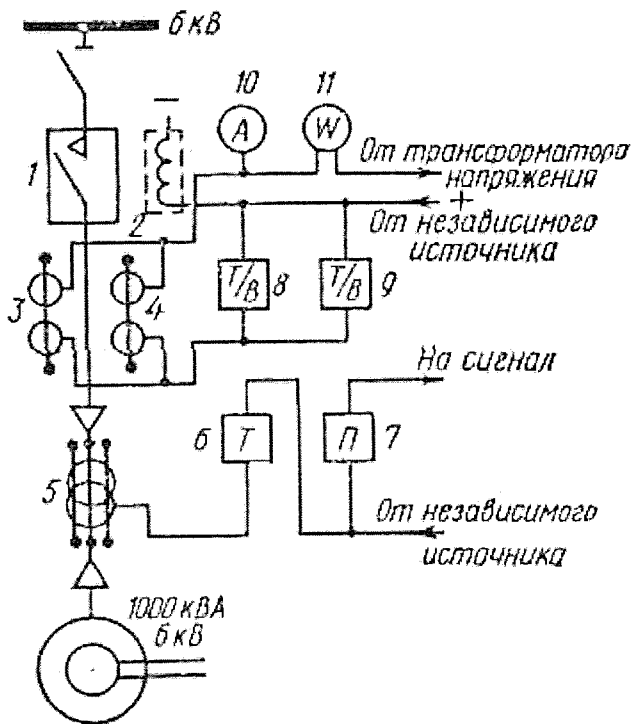 6 кВ
10
11
А
W
От трансформатора
напряжения
+
От независимого
источника
1
2
Т/В
8
Т/В
9
3
4
На сигнал
6
Т
П
7
5
От независимого
источника
1000 кВА
6 кВ